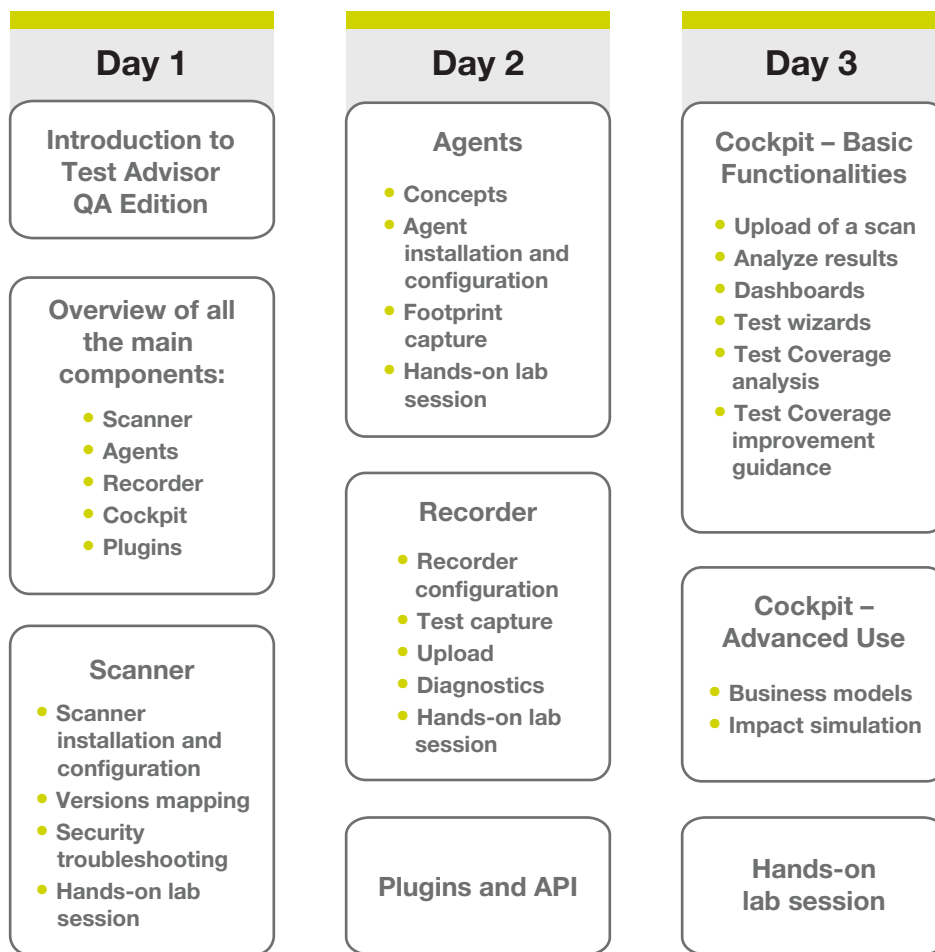 Day 1
Introduction to
Test Advisor
QA Edition
Overview of all
the main
components:
• Scanner
• Agents
• Recorder
• Cockpit
• Plugins
Scanner
• Scanner
installation and
configuration
• Versions mapping
• Security
troubleshooting
• Hands-on lab
session
Day 2
Agents
• Concepts
• Agent
installation and
configuration
• Footprint
capture
• Hands-on lab
session
Recorder
• Recorder
configuration
• Test capture
• Upload
• Diagnostics
• Hands-on lab
session
Plugins and API
Day 3
Cockpit – Basic
Functionalities
• Upload of a scan
• Analyze results
• Dashboards
• Test wizards
• Test Coverage
analysis
• Test Coverage
improvement
guidance
Cockpit –
Advanced Use
• Business models
• Impact simulation
Hands-on
lab session